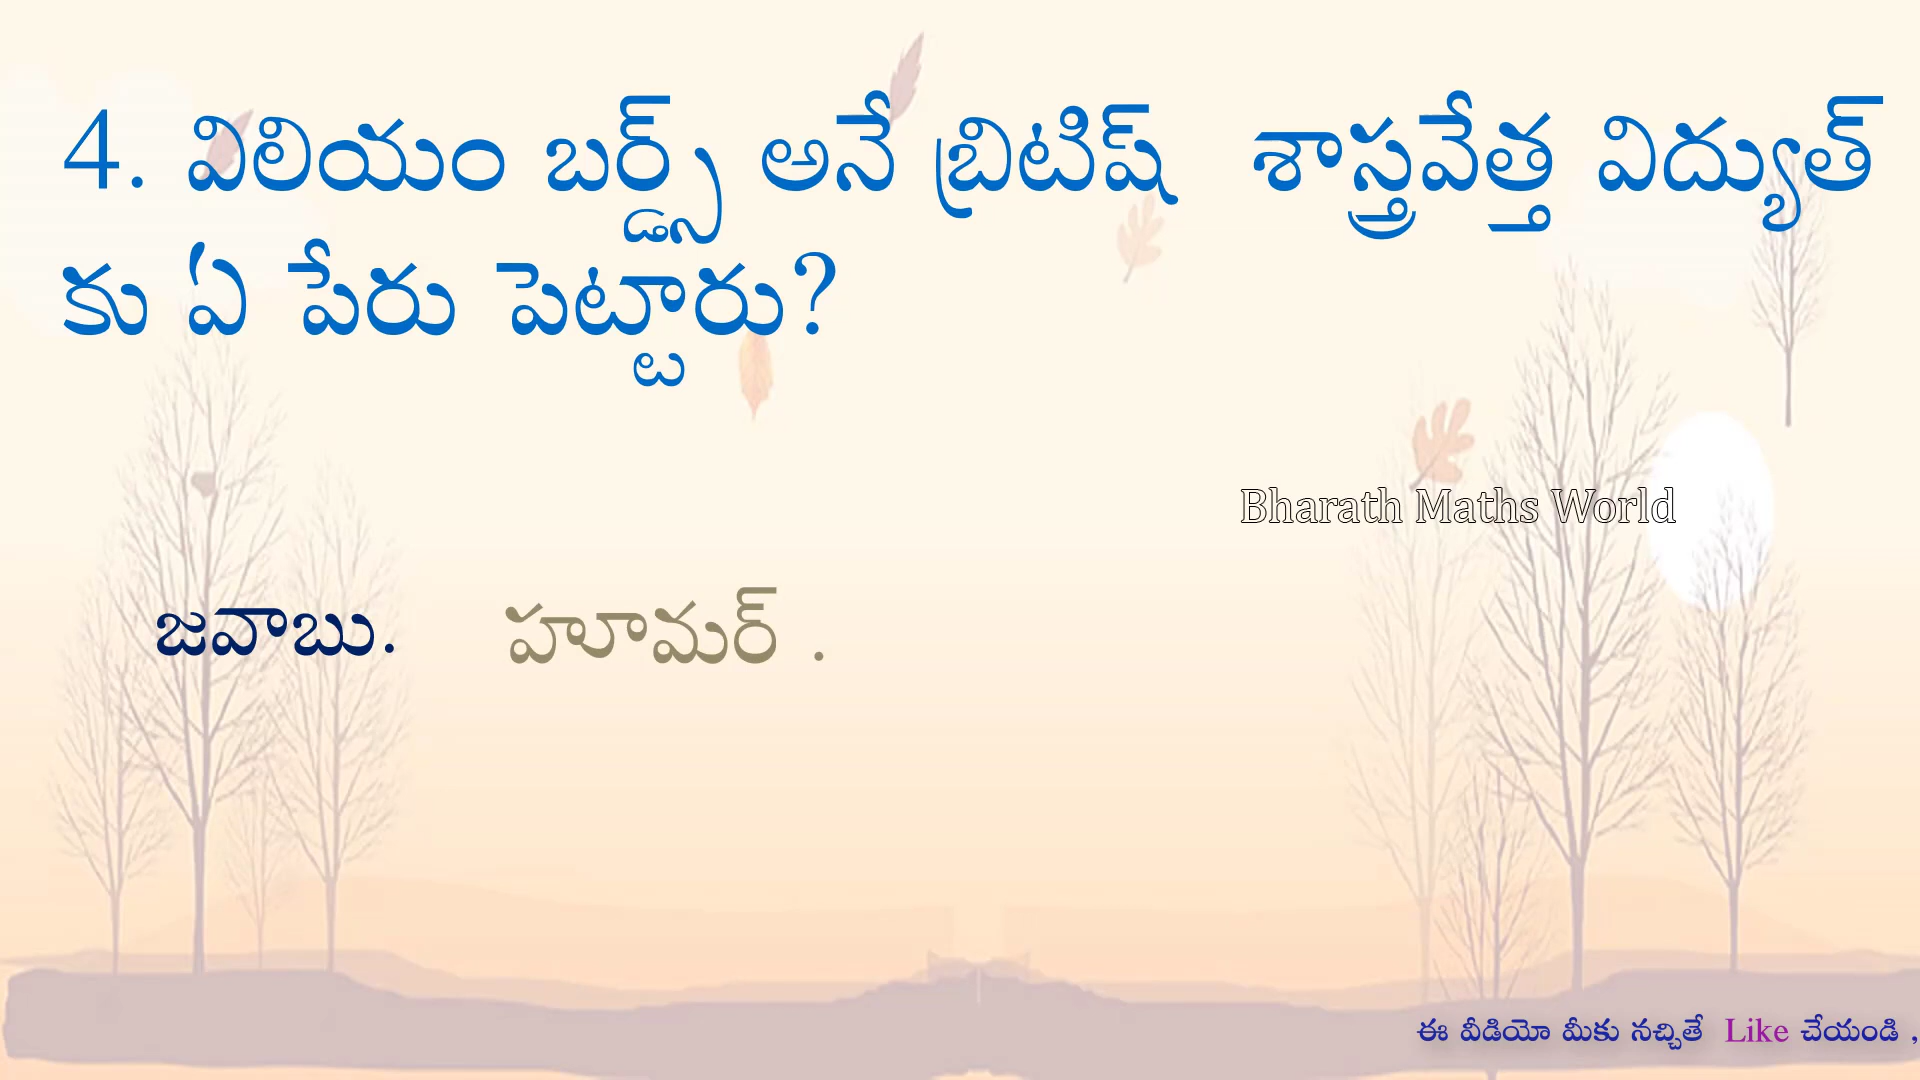 4. విలియం బర్డ్స్ అనే బ్రిటిష్ శాస్త్రవేత్త విద్యుత్
కు ఏ పేరు పెట్టారు?
Bharath Maths World
జవాబు. హూమర్ .
ఈ వీడియో మీకు నచ్చితే Like చేయండి ,